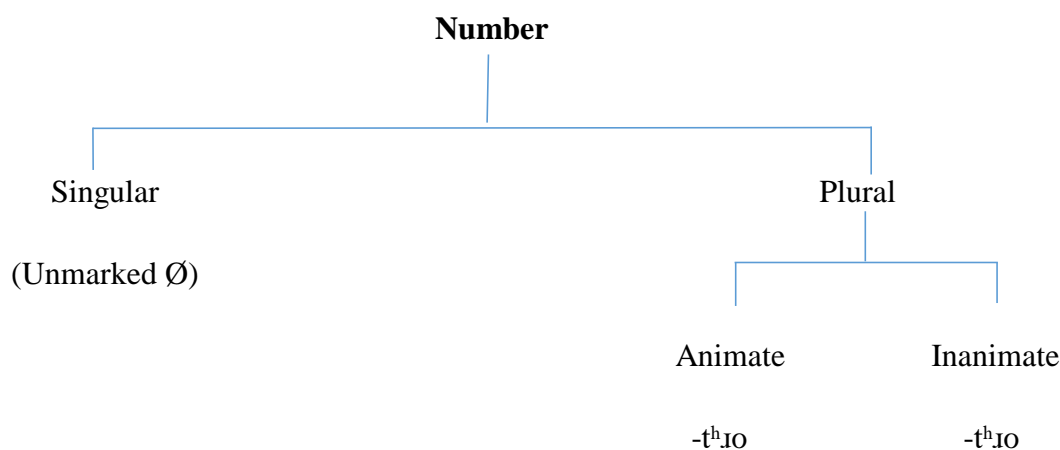 Number
Singular Plural
(Unmarked Ø)
Animate Inanimate
-tʰɹo -tʰɹo